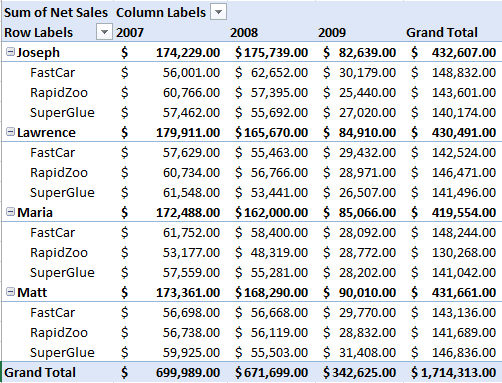 Sum of Net Sales Column Labels
Row Labels 2007 2008 2009 Grand Total
Joseph $ 174,229.00 $175,739.00 $ 82,639.00 $ 432,607.00
FastCar $ 56,001.00 $ 62,652.00 $ 30,179.00 $ 148,832.00
RapidZoo $ 60,766.00 $ 57,395.00 $ 25,440.00 $ 143,601.00
SuperGlue $ 57,462.00 $ 55,692.00 $ 27,020.00 $ 140,174.00
Lawrence $ 179,911.00 $165,670.00 $ 84,910.00 $ 430,491.00
FastCar $ 57,629.00 $ 55,463.00 $ 29,432.00 $ 142,524.00
RapidZoo $ 60,734.00 $ 56,766.00 $ 28,971.00 $ 146,471.00
SuperGlue $ 61,548.00 $ 53,441.00 $ 26,507.00 $ 141,496.00
Maria $ 172,488.00 $162,000.00 $ 85,066.00 $ 419,554.00
FastCar $ 61,752.00 $ 58,400.00 $ 28,092.00 $ 148,244.00
RapidZoo $ 53,177.00 $ 48,319.00 $ 28,772.00 $ 130,268.00
SuperGlue $ 57,559.00 $ 55,281.00 $ 28,202.00 $ 141,042.00
Matt $ 173,361.00 $168,290.00 $ 90,010.00 $ 431,661.00
FastCar $ 56,698.00 $ 56,668.00 $ 29,770.00 $ 143,136.00
RapidZoo $ 56,738.00 $ 56,119.00 $ 28,832.00 $ 141,689.00
SuperGlue $ 59,925.00 $ 55,503.00 $ 31,408.00 $ 146,836.00
Grand Total $ 699,989.00 $671,699.00 $342,625.00 $1,714,313.00